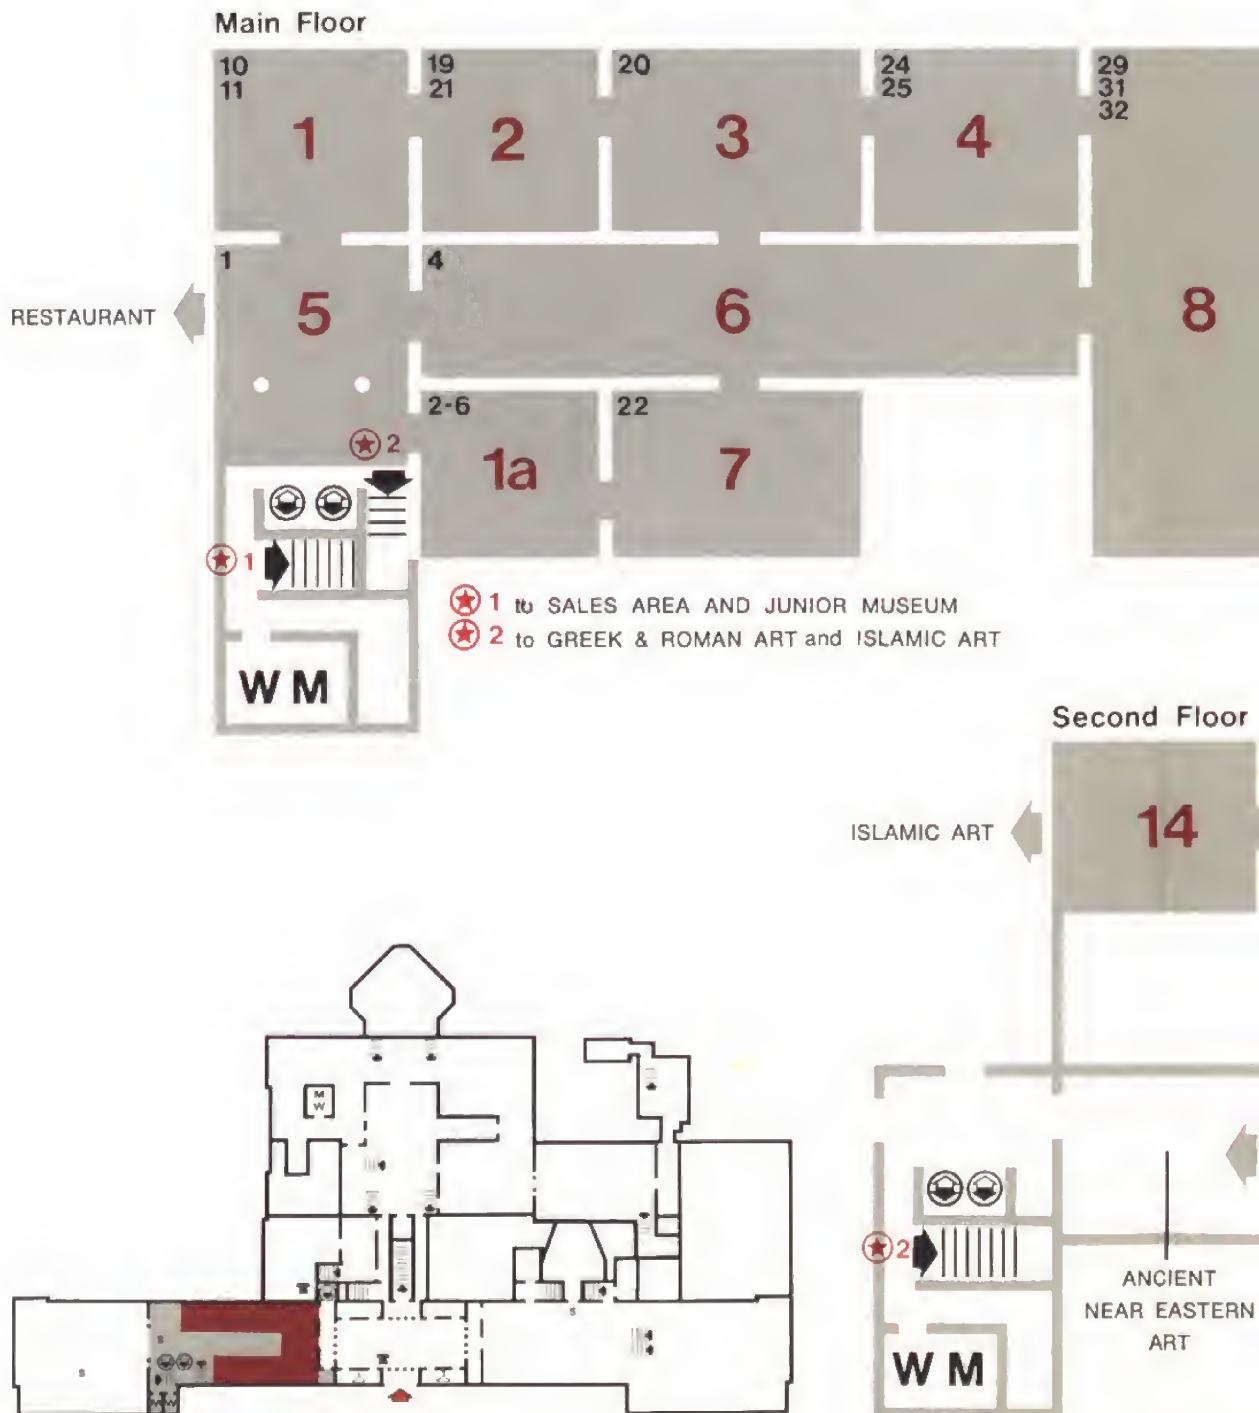 Main Floor
10
11
1
19
21
2
20
3
24
25
4
29
31
32
8
RESTAURANT
1
5
4
6
2
2-6
1a
22
7
1
1 to SALES AREA AND JUNIOR MUSEUM
2 to GREEK & ROMAN ART and ISLAMIC ART
W M
Second Floor
ISLAMIC ART
14
M
W
S
S
S
2
ANCIENT
NEAR EASTERN
ART
W M